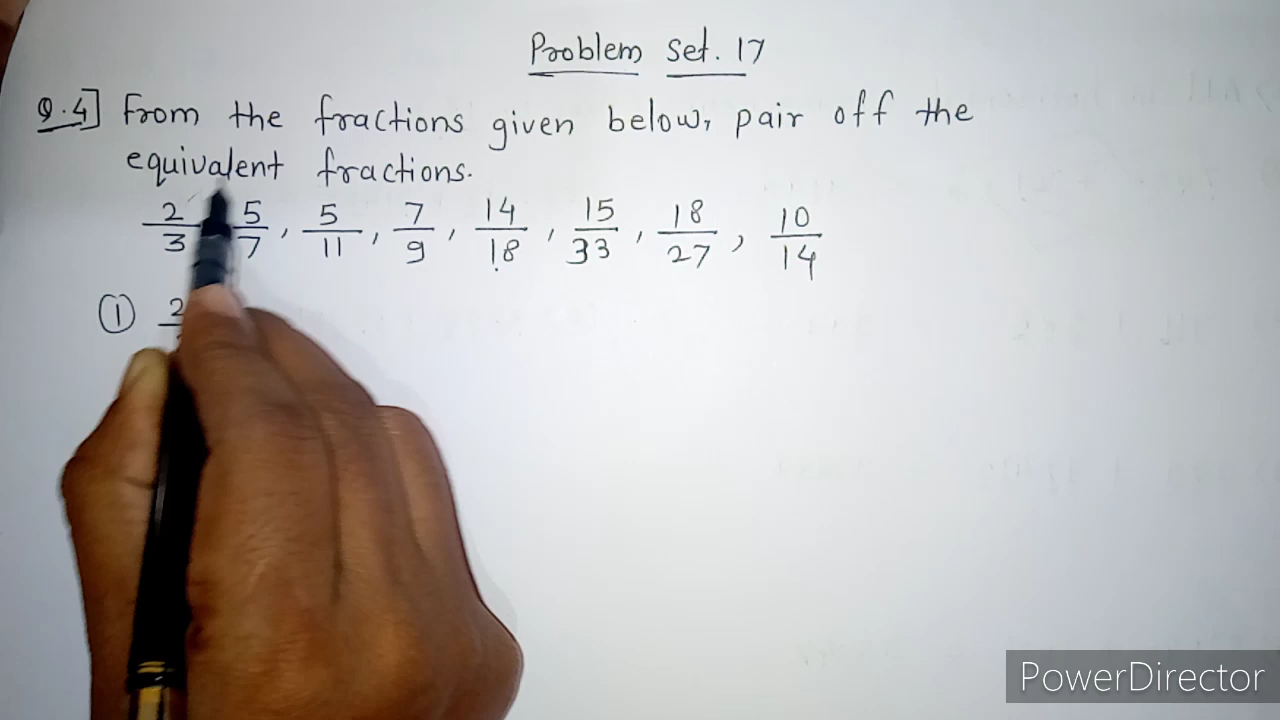 Problem Set. 17
Q.4] From the fractions given below, pair off the
equivalent fractions.
2/3 5/7, 5/11, 7/9, 14/18, 15/33, 18/27, 10/14
① 2
PowerDirector